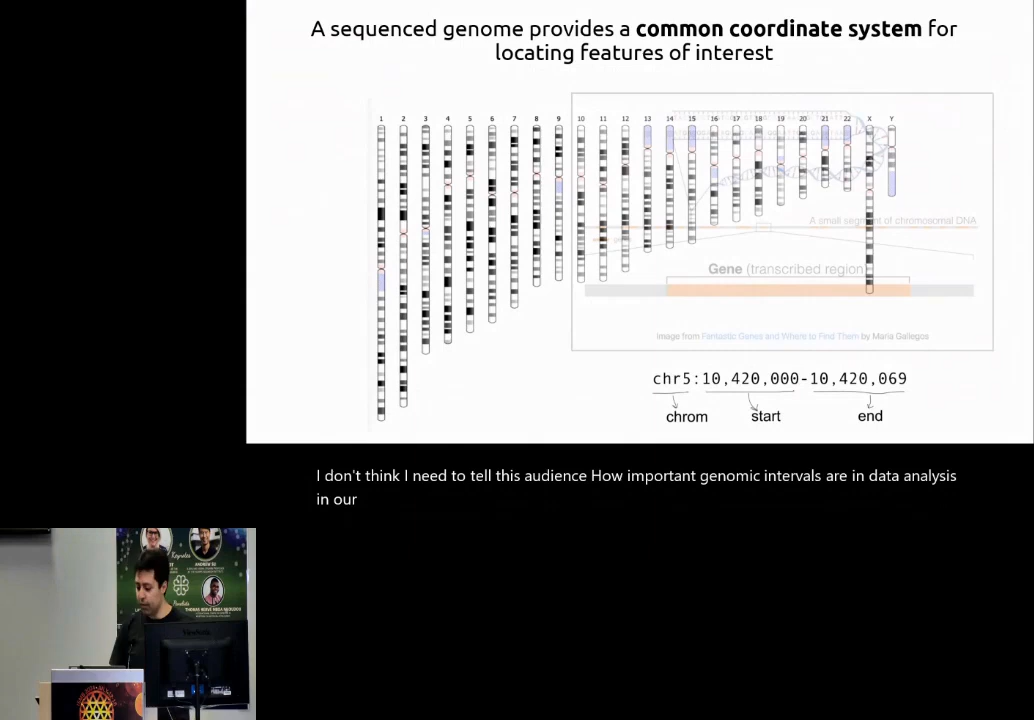 A sequenced genome provides a common coordinate system for
locating features of interest
1 2 3 4 5 6 7 8 9 10 11 12 13 14 15 16 17 18 19 20 21 22 X Y
A small segment of chromosomal DNA
Gene (transcribed region)
Image from Fantastic Genes and Where to Find Them by Maria Gallegos
chr5:10,420,000-10,420,069
chrom start end
I don't think I need to tell this audience How important genomic intervals are in data analysis
in our
Keynotes
ANDREW SU
Panelists